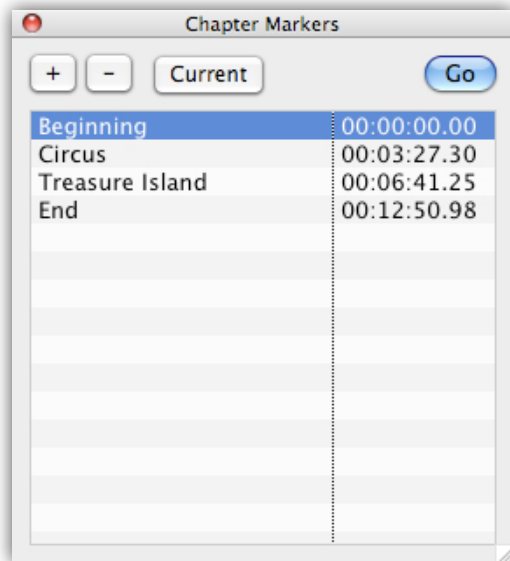 Chapter Markers
+ - Current Go
Beginning 00:00:00.00
Circus 00:03:27.30
Treasure Island 00:06:41.25
End 00:12:50.98